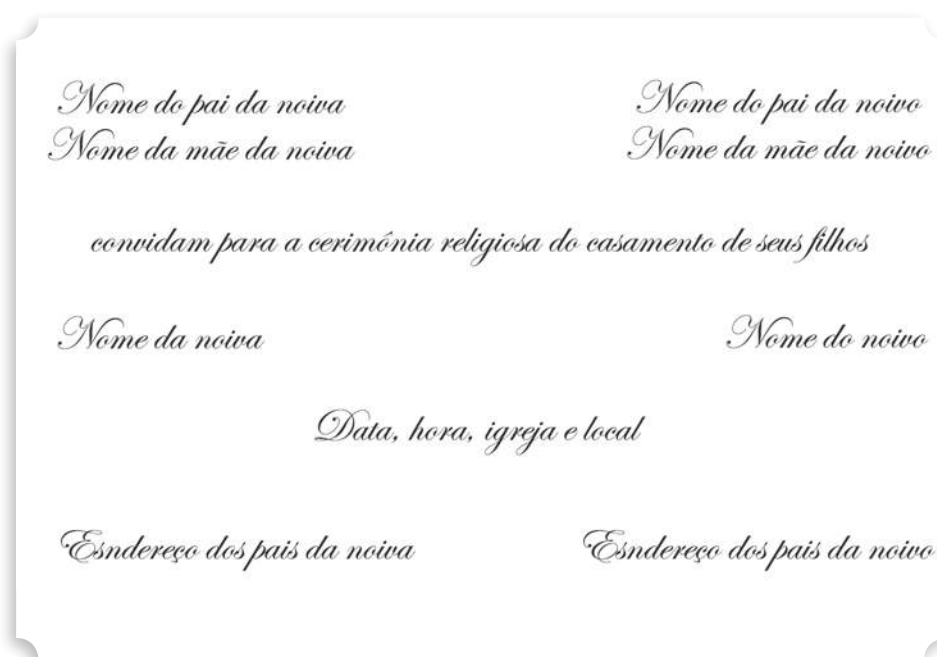 Nome do pai da noiva
Nome da mãe da noiva
Nome do pai da noivo
Nome da mãe da noivo
convidam para a cerimónia religiosa do casamento de seus filhos
Nome da noiva
Nome do noivo
Data, hora, igreja e local
Esndereço dos pais da noiva
Esndereço dos pais da noivo